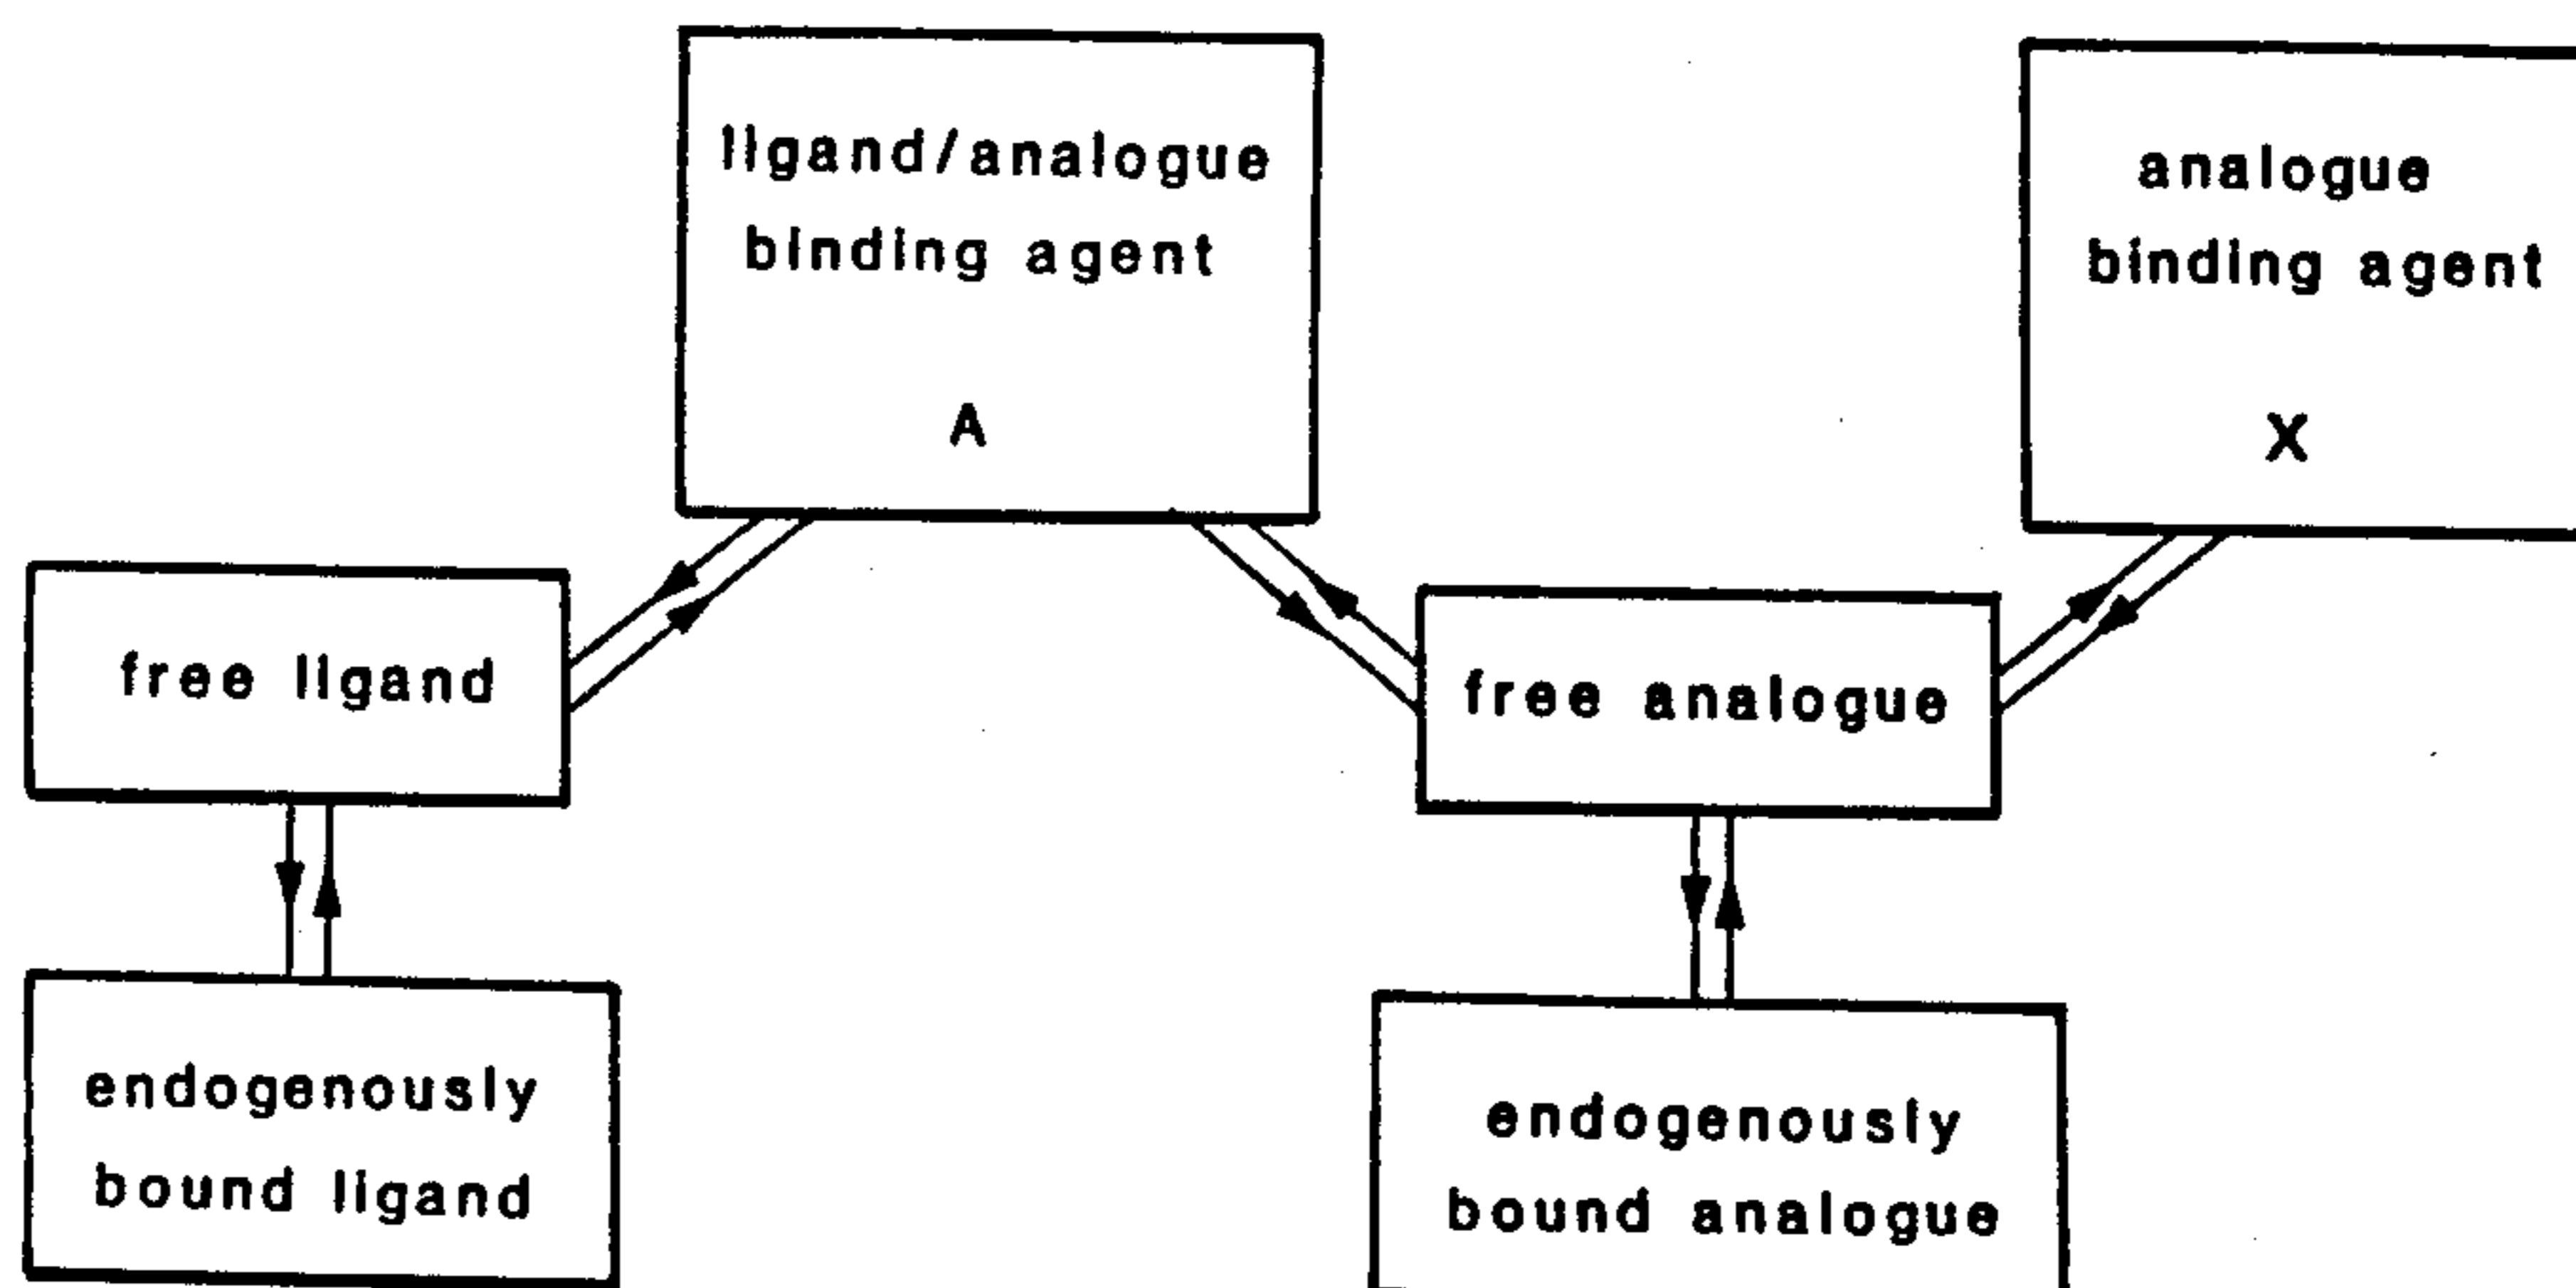 ligand/analogue
binding agent
A
analogue
binding agent
X
free ligand
free analogue
endogenously
bound ligand
endogenously
bound analogue